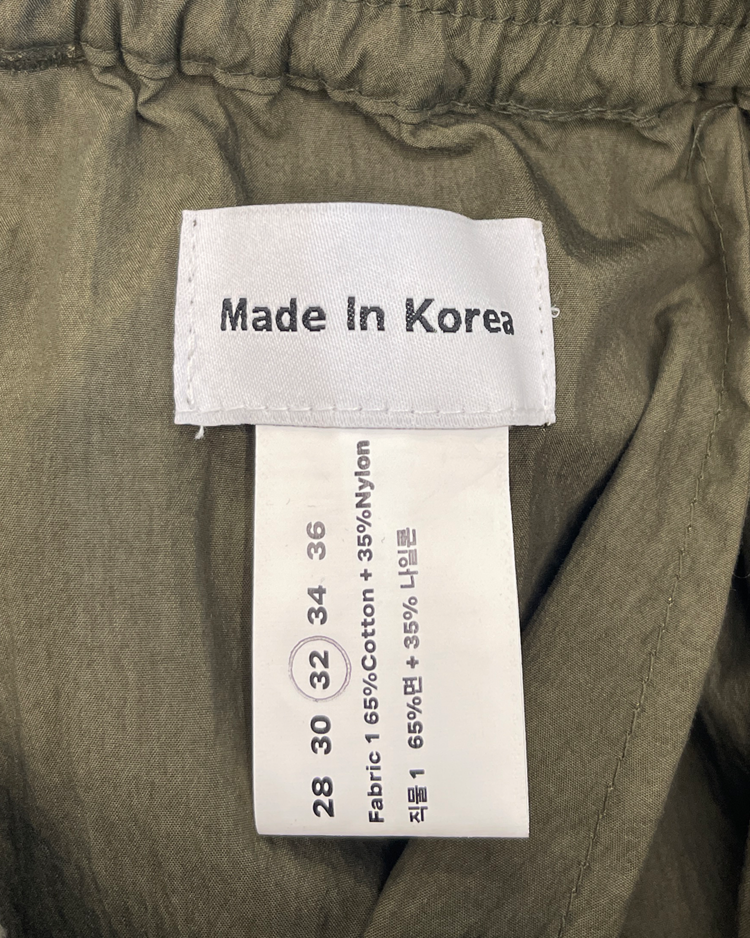 Made In Korea
28 30 32 34 36
Fabric 1 65%Cotton + 35%Nylon
직물 1 65%면 + 35% 나일론